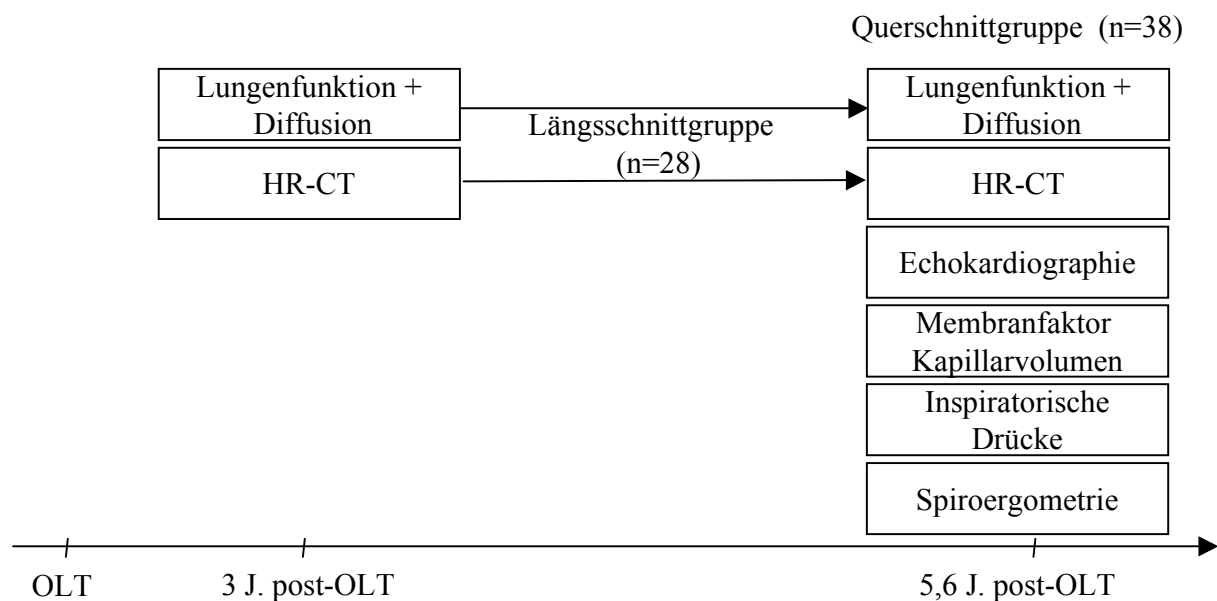 Querschnittgruppe (n=38)
Lungenfunktion +
Diffusion
HR-CT
Längsschnittgruppe
(n=28)
Lungenfunktion +
Diffusion
HR-CT
Echokardiographie
Membranfaktor
Kapillarvolumen
Inspiratorische
Drücke
Spiroergometrie
OLT
3 J. post-OLT
5,6 J. post-OLT